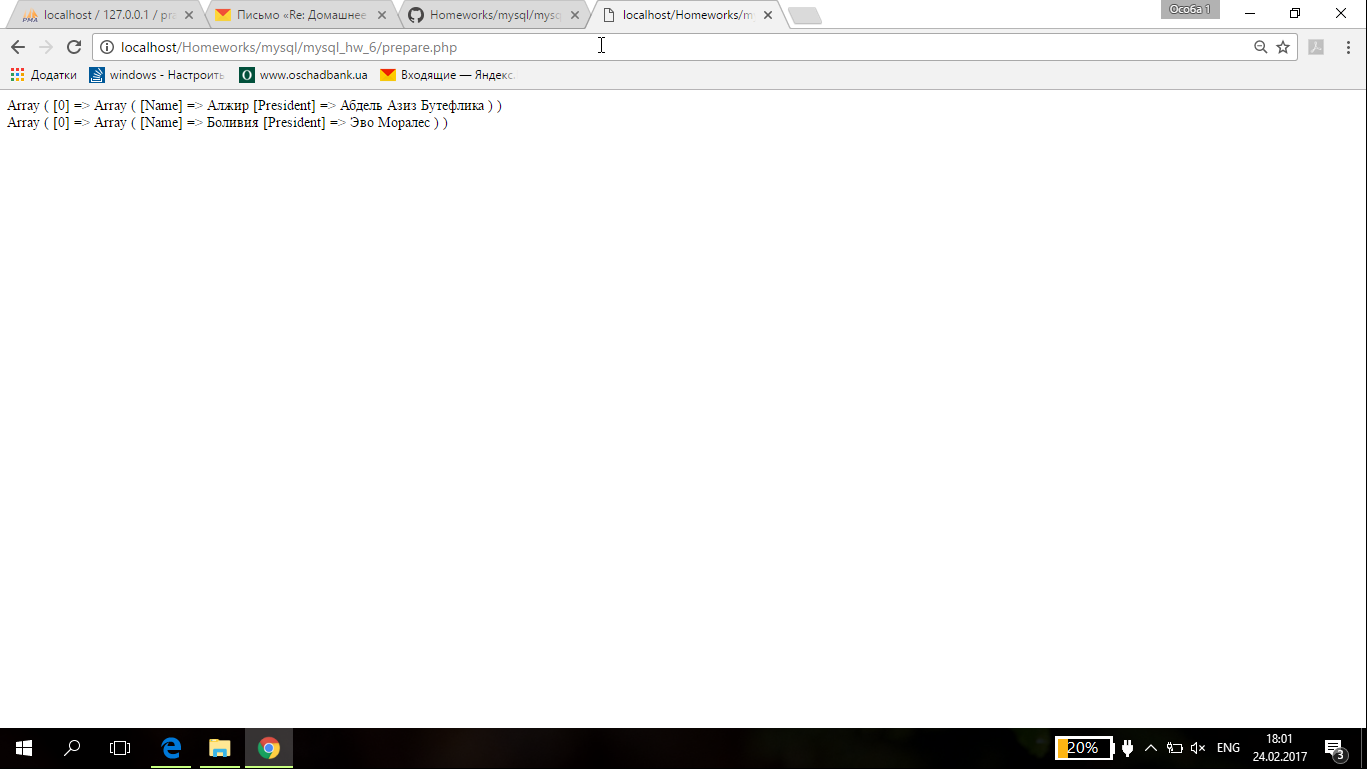 localhost / 127.0.0.1 / pra
Письмо «Re: Домашнее
Homeworks/mysql/mysq
localhost/Homeworks/m
Особа 1
localhost/Homeworks/mysql/mysql_hw_6/prepare.php
Додатки
windows - Настроить
www.oschadbank.ua
Входящие — Яндекс.
Array ( [0] => Array ( [Name] => Алжир [President] => Абдель Азиз Бутефлика ) )
Array ( [0] => Array ( [Name] => Боливия [President] => Эво Моралес ) )
20%
ENG
18:01
24.02.2017
3